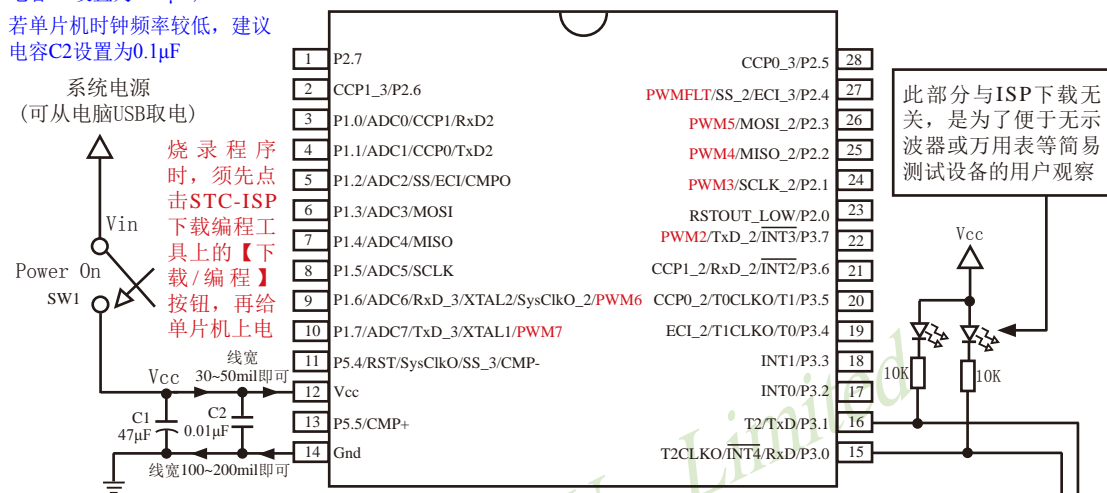 若单片机时钟频率较低，建议
电容C2设置为0.1μF
系统电源
(可从电脑USB取电)
烧录程序
时，须先点
击STC-ISP
下载编程工
具上的【下
载/编程】
按钮，再给
单片机上电
Vin
Power On
SW1
Vcc
线宽
30~50mil即可
C1
47μF
C2
0.01μF
线宽100~200mil即可
1 P2.7
2 CCP1_3/P2.6
3 P1.0/ADC0/CCP1/RxD2
4 P1.1/ADC1/CCP0/TxD2
5 P1.2/ADC2/SS/ECI/CMPO
6 P1.3/ADC3/MOSI
7 P1.4/ADC4/MISO
8 P1.5/ADC5/SCLK
9 P1.6/ADC6/RxD_3/XTAL2/SysClkO_2/PWM6
10 P1.7/ADC7/TxD_3/XTAL1/PWM7
11 P5.4/RST/SysClkO/SS_3/CMP-
12 Vcc
13 P5.5/CMP+
14 Gnd
CCP0_3/P2.5 28
PWMFLT/SS_2/ECI_3/P2.4 27
PWM5/MOSI_2/P2.3 26
PWM4/MISO_2/P2.2 25
PWM3/SCLK_2/P2.1 24
RSTOUT_LOW/P2.0 23
PWM2/TxD_2/INT3/P3.7 22
CCP1_2/RxD_2/INT2/P3.6 21
CCP0_2/T0CLKO/T1/P3.5 20
ECI_2/T1CLKO/T0/P3.4 19
INT1/P3.3 18
INT0/P3.2 17
T2/TxD/P3.1 16
T2CLKO/INT4/RxD/P3.0 15
此部分与ISP下载无
关，是为了便于无示
波器或万用表等简易
测试设备的用户观察
Vcc
10K
10K
Limited